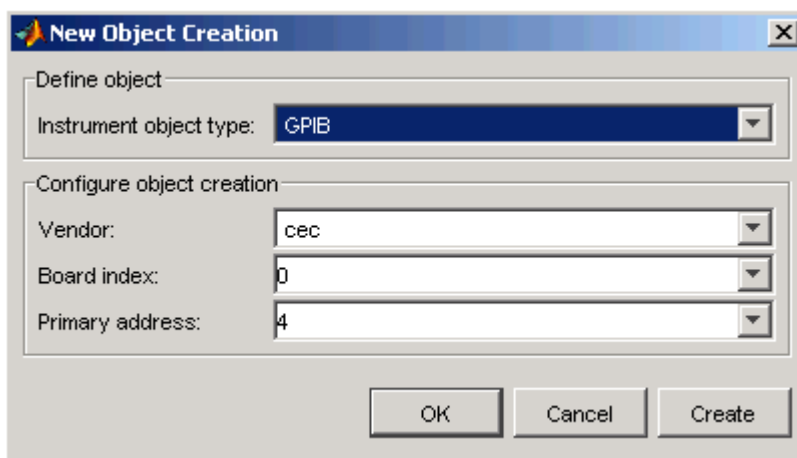 New Object Creation
Define object
Instrument object type: GPIB
Configure object creation
Vendor: cec
Board index: 0
Primary address: 4
OK Cancel Create